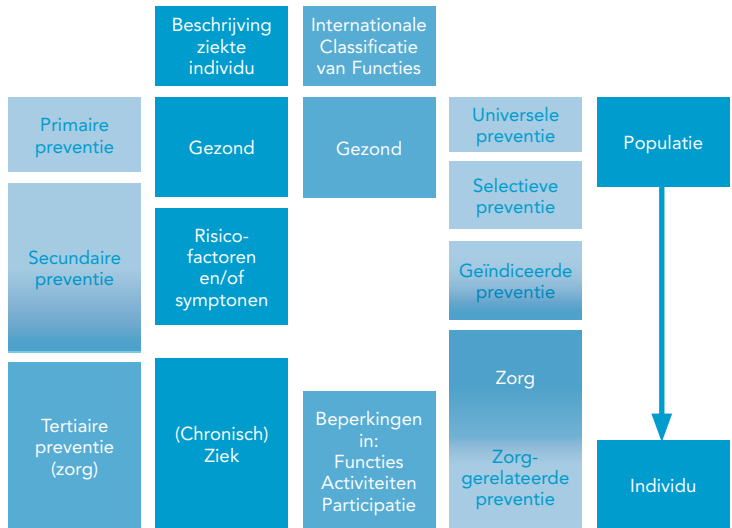 Beschrijving
ziekte
individu
Internationale
Classificatie
van Functies
Primaire
preventie
Secundaire
preventie
Tertiaire
preventie
(zorg)
Gezond
Risico-
factoren
en/of
symptonen
(Chronisch)
Ziek
Gezond
Beperkingen
in:
Functies
Activiteiten
Participatie
Universele
preventie
Selectieve
preventie
Geïndiceerde
preventie
Zorg
Zorg-
gerelateerde
preventie
Populatie
Individu